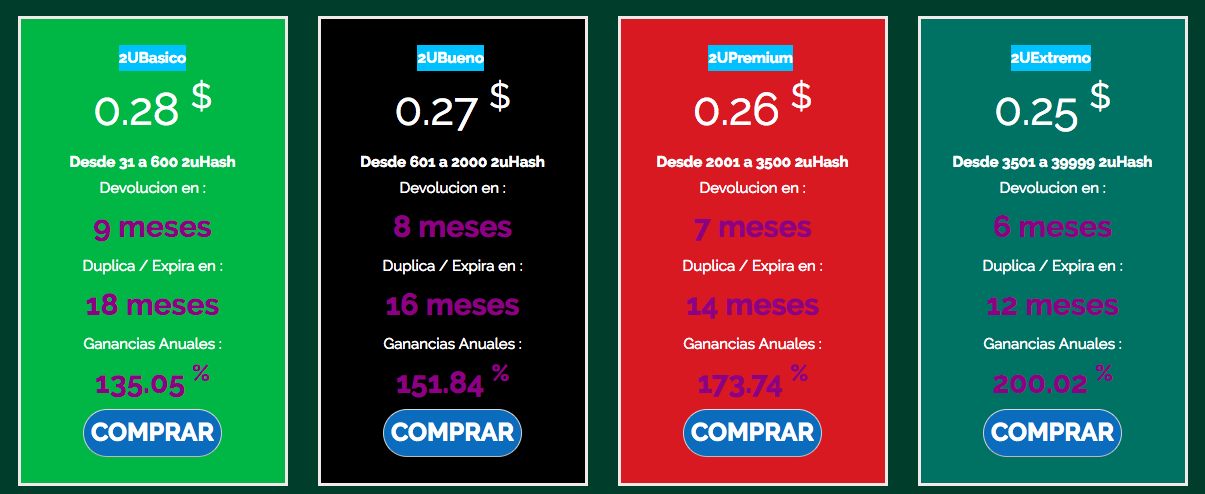 2UBasico
0.28 $
Desde 31 a 600 2uHash
Devolucion en :
9 meses
Duplica / Expira en :
18 meses
Ganancias Anuales :
135.05 %
COMPRAR
2UBueno
0.27 $
Desde 601 a 2000 2uHash
Devolucion en :
8 meses
Duplica / Expira en :
16 meses
Ganancias Anuales :
151.84 %
COMPRAR
2UPremium
0.26 $
Desde 2001 a 3500 2uHash
Devolucion en :
7 meses
Duplica / Expira en :
14 meses
Ganancias Anuales :
173.74 %
COMPRAR
2UExtremo
0.25 $
Desde 3501 a 39999 2uHash
Devolucion en :
6 meses
Duplica / Expira en :
12 meses
Ganancias Anuales :
200.02 %
COMPRAR